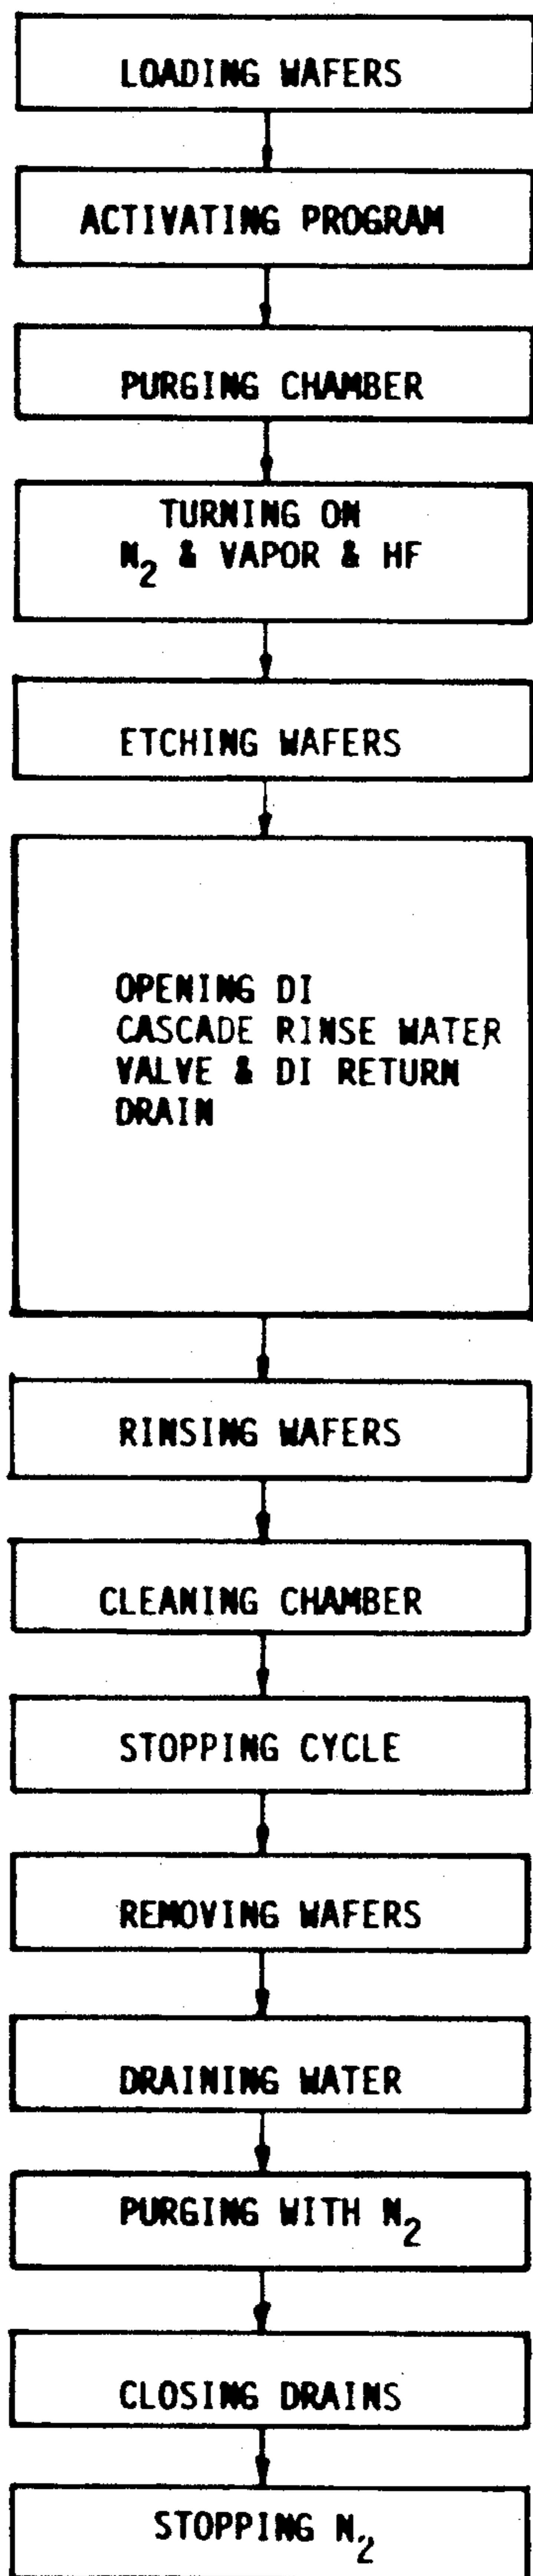 LOADING WAFERS
ACTIVATING PROGRAM
PURGING CHAMBER
TURNING ON
N2 & VAPOR & HF
ETCHING WAFERS
OPENING DI
CASCADE RINSE WATER
VALVE & DI RETURN
DRAIN
RINSING WAFERS
CLEANING CHAMBER
STOPPING CYCLE
REMOVING WAFERS
DRAINING WATER
PURGING WITH N2
CLOSING DRAINS
STOPPING N2